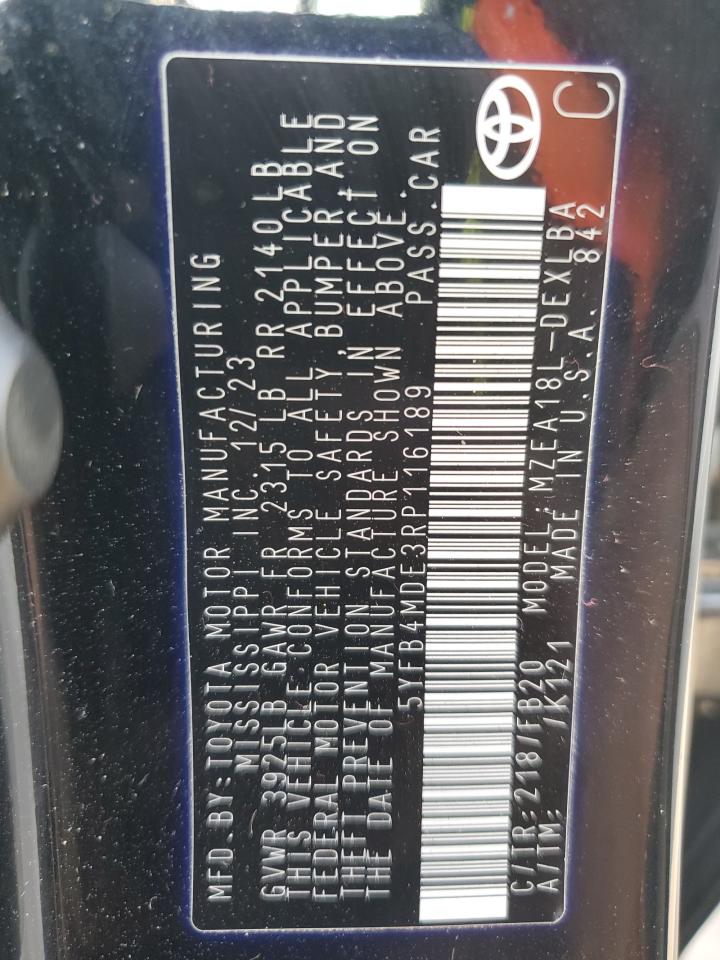 MFD.BY:TOYOTA MOTOR MANUFACTURING
MISSISSIPPI INC. 12/23
GVWR 3925LB GAWR FR 2315 LB RR 2140LB
THIS VEHICLE CONFORMS TO ALL APPLICABLE
FEDERAL MOTOR VEHICLE SAFETY,BUMPER,AND
THEFT PREVENTION STANDARDS IN EFFECT ON
THE DATE OF MANUFACTURE SHOWN ABOVE.
5YFB4MDE3RP116189 PASS.CAR
C/TR:218/FB20 MODEL:MZEA18L-DEXLBA
A/TM: /K121 MADE IN U.S.A. 842
C